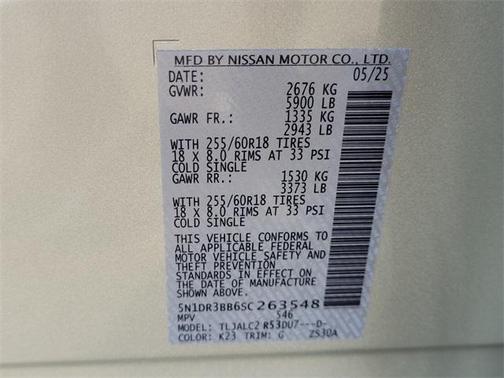 MFD BY NISSAN MOTOR CO., LTD.
DATE: 05/25
GVWR: 2676 KG
5900 LB
GAWR FR.: 1335 KG
2943 LB
WITH 255/60R18 TIRES
18 X 8.0 RIMS AT 33 PSI
COLD SINGLE
GAWR RR.: 1530 KG
3373 LB
WITH 255/60R18 TIRES
18 X 8.0 RIMS AT 33 PSI
COLD SINGLE
THIS VEHICLE CONFORMS TO
ALL APPLICABLE FEDERAL
MOTOR VEHICLE SAFETY AND
THEFT PREVENTION
STANDARDS IN EFFECT ON
THE DATE OF MANUFACTURE
SHOWN ABOVE.
5N1DR3BB6SC263548
MPV 546
MODEL: TLJALC2 R53DU7---D-
COLOR: K23 TRIM: G ZS30A